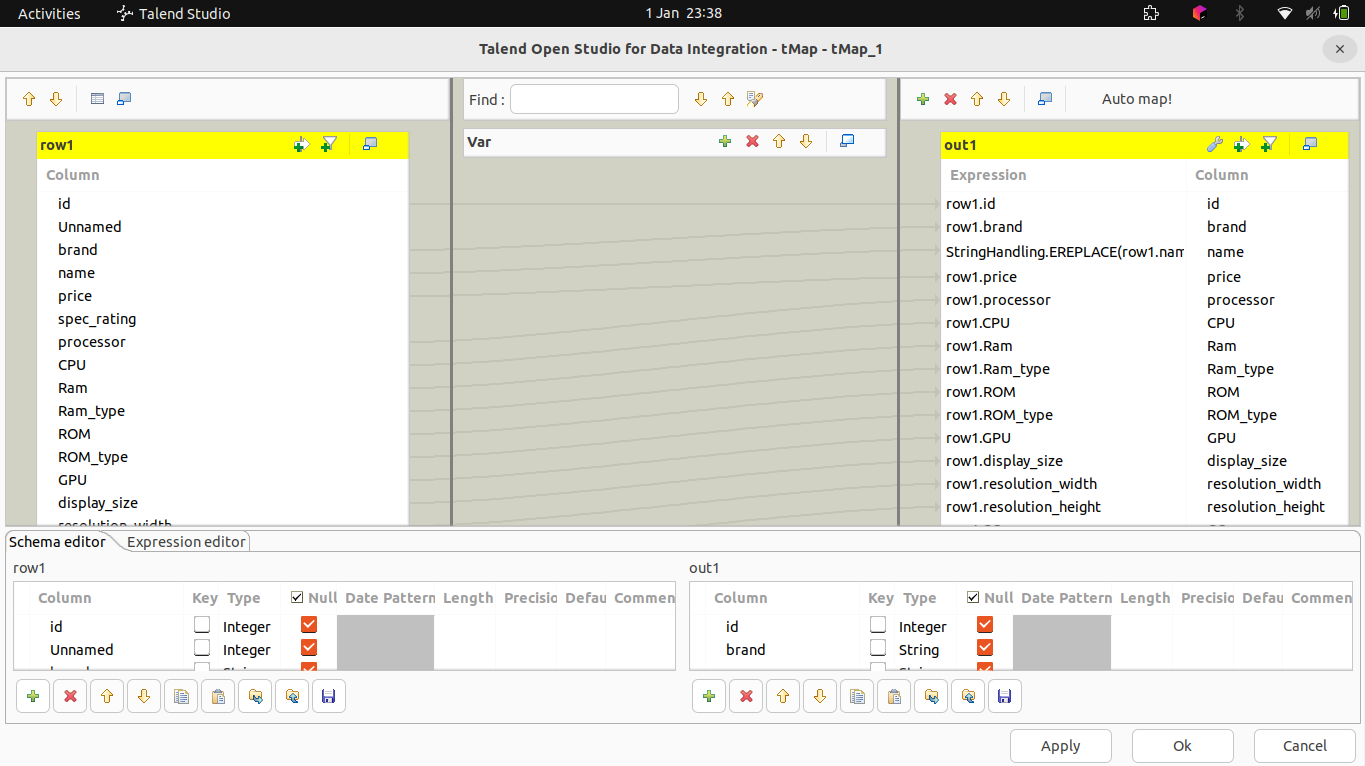 Activities Talend Studio 1 Jan 23:38
Talend Open Studio for Data Integration - tMap - tMap_1
Find :
Auto map!
row1
Column
id
Unnamed
brand
name
price
spec_rating
processor
CPU
Ram
Ram_type
ROM
ROM_type
GPU
display_size
resolution_width
Var
out1
Expression Column
row1.id id
row1.brand brand
StringHandling.EREPLACE(row1.nam name
row1.price price
row1.processor processor
row1.CPU CPU
row1.Ram Ram
row1.Ram_type Ram_type
row1.ROM ROM
row1.ROM_type ROM_type
row1.GPU GPU
row1.display_size display_size
row1.resolution_width resolution_width
row1.resolution_height resolution_height
Schema editor Expression editor
row1
Column Key Type Null Date Pattern Length Precisio Defau Commen
id Integer
Unnamed Integer
out1
Column Key Type Null Date Pattern Length Precisio Defau Commen
id Integer
brand String
Apply Ok Cancel